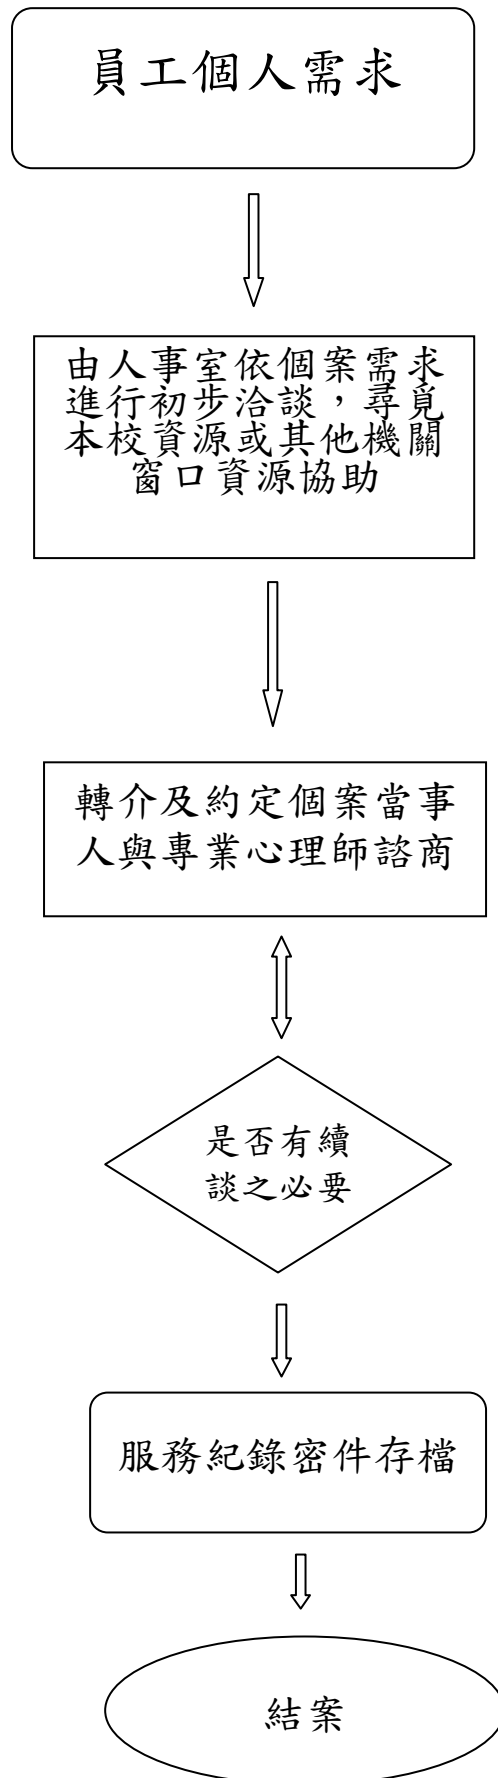 員工個人需求
由人事室依個案需求
進行初步洽談，尋覓
本校資源或其他機關
窗口資源協助
轉介及約定個案當事
人與專業心理師諮商
是否有續
談之必要
服務紀錄密件存檔
結案